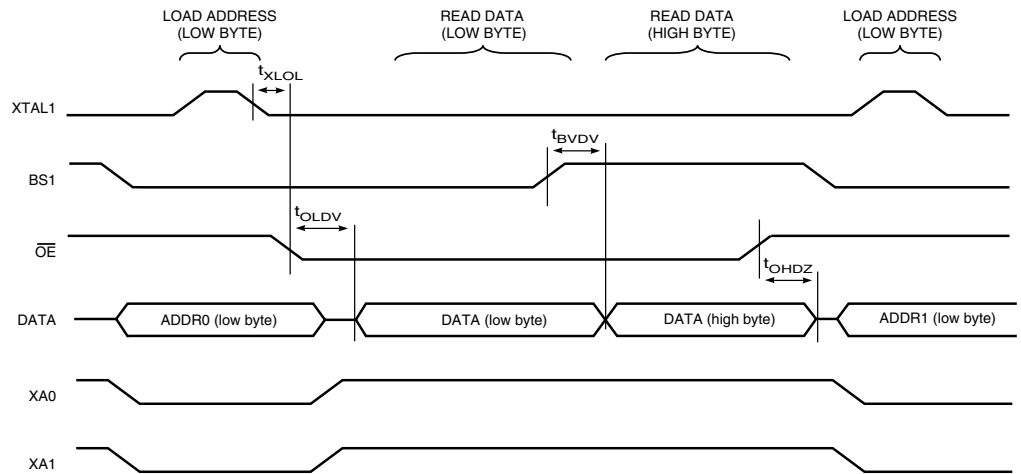 LOAD ADDRESS
(LOW BYTE)
READ DATA
(LOW BYTE)
READ DATA
(HIGH BYTE)
LOAD ADDRESS
(LOW BYTE)
tXLOL
XTAL1
tBVDV
BS1
tOLDV
OE
tOHDZ
DATA
ADDR0 (low byte)
DATA (low byte)
DATA (high byte)
ADDR1 (low byte)
XA0
XA1